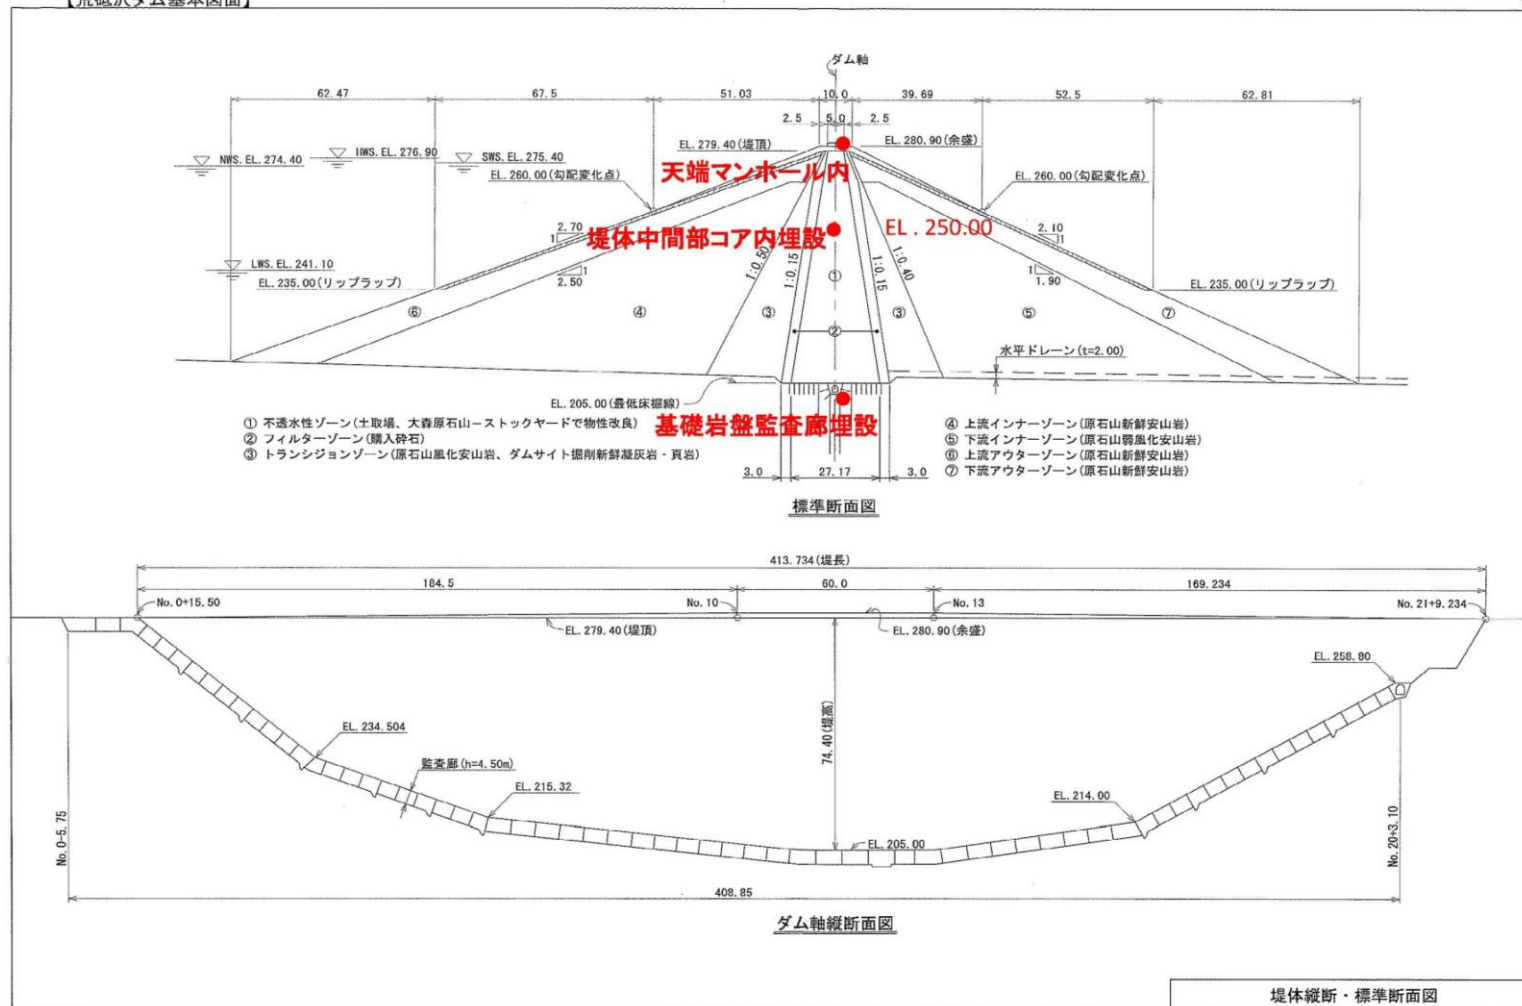 【荒砥沢ダム基本図面】
ダム軸
62.47
67.5
51.03
10.0
39.69
52.5
62.81
2.5
5.0
2.5
EL.279.40(堤頂)
EL.280.90(余盛)
NWS.EL.274.40
HWS.EL.276.90
SWS.EL.275.40
天端マンホール内
EL.260.00(勾配変化点)
EL.260.00(勾配変化点)
2.70
1
堤体中間部コア内埋設
EL.250.00
2.10
1
LWS.EL.241.10
1
2.50
1:0.50
1:0.15
①
1:0.15
1:0.40
1
1.90
EL.235.00(リップラップ)
EL.235.00(リップラップ)
⑥
④
③
②
③
⑤
⑦
水平ドレーン(t=2.00)
EL.205.00(最低床掘線)
基礎岩盤監査廊埋設
① 不透水性ゾーン(土取場、大森原石山-ストックヤードで物性改良)
② フィルターゾーン(購入砕石)
③ トランジションゾーン(原石山風化安山岩、ダムサイト掘削新鮮凝灰岩・頁岩)
④ 上流インナーゾーン(原石山新鮮安山岩)
⑤ 下流インナーゾーン(原石山弱風化安山岩)
⑥ 上流アウターゾーン(原石山新鮮安山岩)
⑦ 下流アウターゾーン(原石山新鮮安山岩)
3.0
27.17
3.0
標準断面図
413.734(堤長)
184.5
60.0
169.234
No.0+15.50
No.10
No.13
No.21+9.234
EL.279.40(堤頂)
EL.280.90(余盛)
EL.258.80
EL.234.504
74.40(堤高)
監査廊(h=4.50m)
EL.215.32
EL.214.00
EL.205.00
No.0-5.75
No.20+3.10
408.85
ダム軸縦断面図
堤体縦断・標準断面図